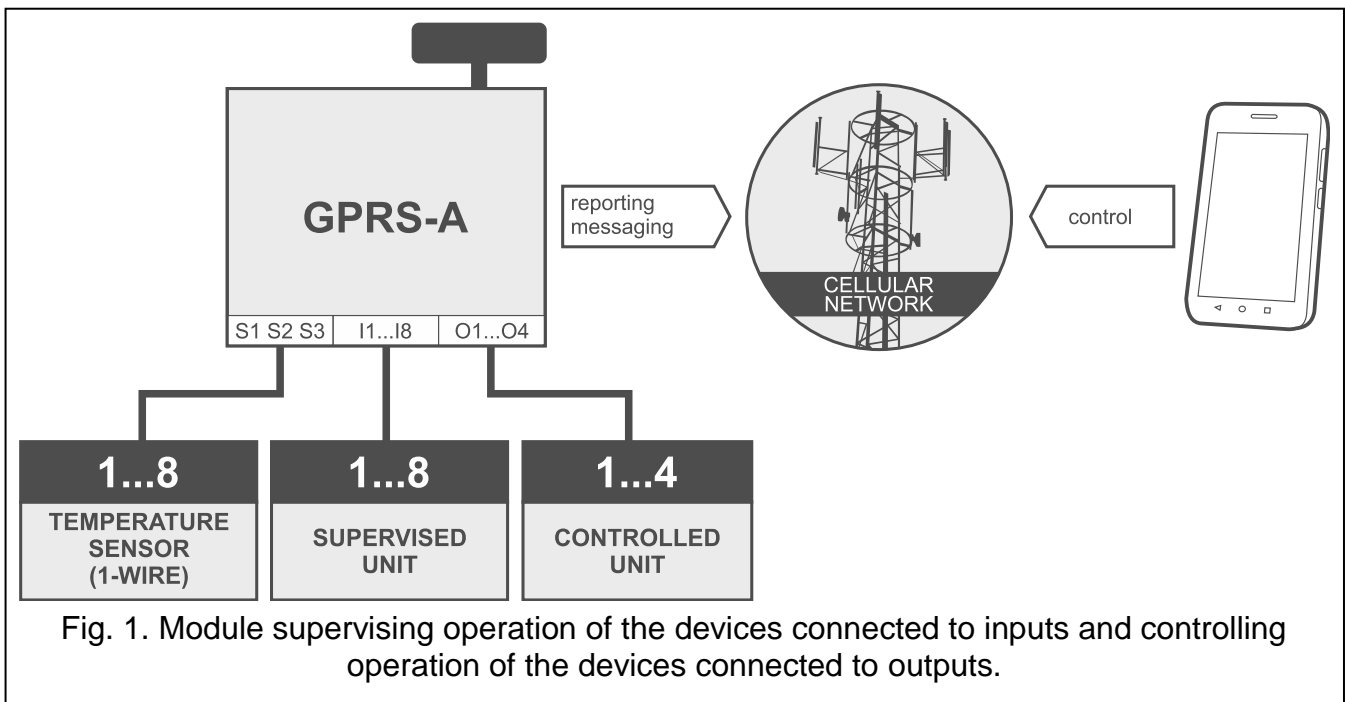 GPRS-A
S1 S2 S3
I1...I8
O1...O4
reporting
messaging
CELLULAR
NETWORK
control
1...8
TEMPERATURE
SENSOR
(1-WIRE)
1...8
SUPERVISED
UNIT
1...4
CONTROLLED
UNIT
Fig. 1. Module supervising operation of the devices connected to inputs and controlling
operation of the devices connected to outputs.